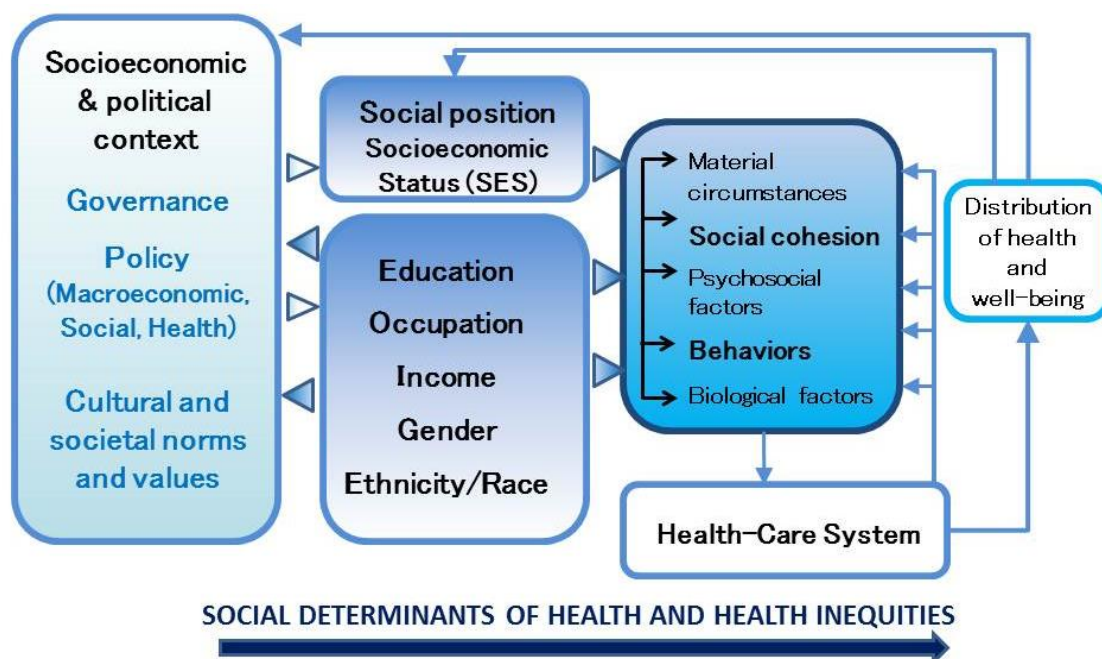 Socioeconomic
& political
context
Governance
Policy
(Macroeconomic,
Social, Health)
Cultural and
societal norms
and values
Social position
Socioeconomic
Status (SES)
Education
Occupation
Income
Gender
Ethnicity/Race
Material
circumstances
Social cohesion
Psychosocial
factors
Behaviors
Biological factors
Health-Care System
Distribution
of health
and
well-being
SOCIAL DETERMINANTS OF HEALTH AND HEALTH INEQUITIES